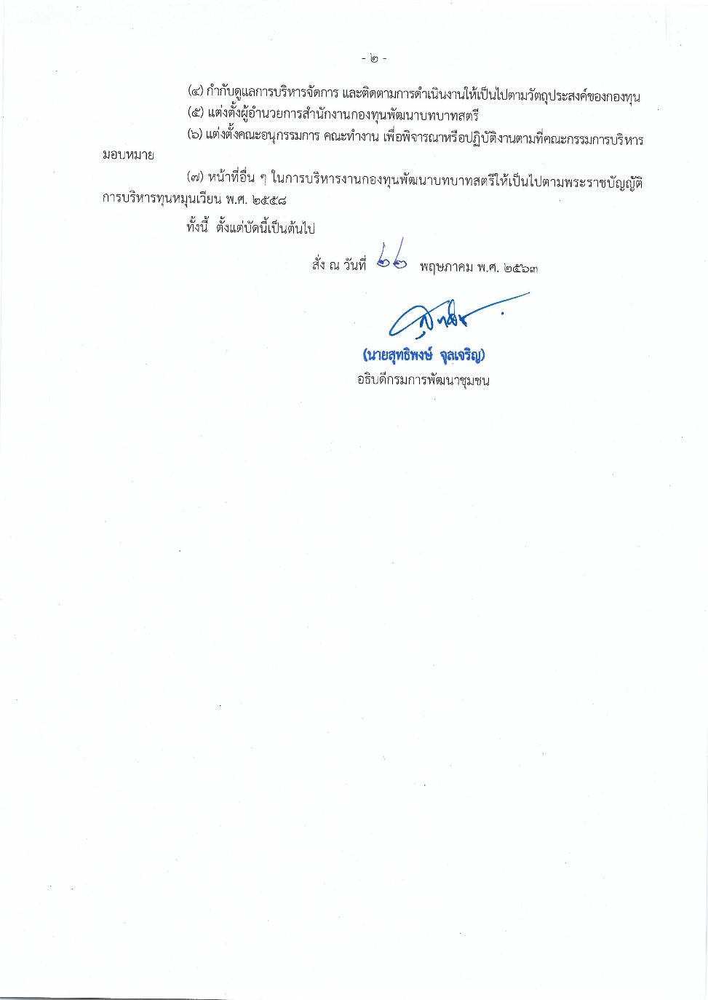 - ๒ -
(๔) กำกับดูแลการบริหารจัดการ และติดตามการดำเนินงานให้เป็นไปตามวัตถุประสงค์ของกองทุน
(๕) แต่งตั้งผู้อำนวยการสำนักงานกองทุนพัฒนาบทบาทสตรี
(๖) แต่งตั้งคณะอนุกรรมการ คณะทำงาน เพื่อพิจารณาหรือปฏิบัติงานตามที่คณะกรรมการบริหาร
มอบหมาย
(๗) หน้าที่อื่น ๆ ในการบริหารงานกองทุนพัฒนาบทบาทสตรีให้เป็นไปตามพระราชบัญญัติ
การบริหารทุนหมุนเวียน พ.ศ. ๒๕๕๘
ทั้งนี้ ตั้งแต่บัดนี้เป็นต้นไป
สั่ง ณ วันที่ ๒๒ พฤษภาคม พ.ศ. ๒๕๖๓
(นายสุทธิพงษ์ จุลเจริญ)
อธิบดีกรมการพัฒนาชุมชน